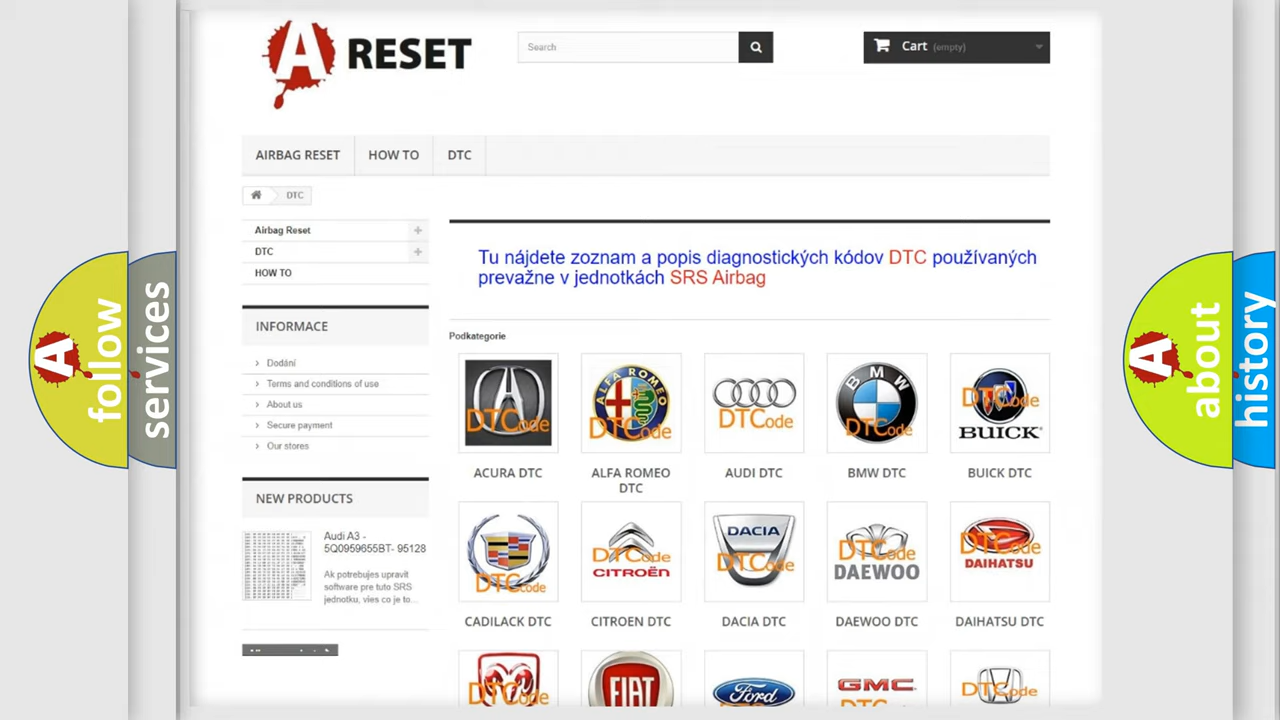 A RESET
Search
Cart (empty)
AIRBAG RESET
HOW TO
DTC
DTC
Airbag Reset
DTC
HOW TO
Tu nájdete zoznam a popis diagnostických kódov DTC používaných
prevažne v jednotkách SRS Airbag
INFORMACE
Dodání
Terms and conditions of use
About us
Secure payment
Our stores
NEW PRODUCTS
Audi A3 -
5Q0959655BT- 95128
Ak potrebujes upravit
software pre tuto SRS
jednotku, vies co je to...
Podkategorie
DTCode
ALFA ROMEO
DTCode
DTCode
BMW
DTCode
DTCode
BUICK
ACURA DTC
ALFA ROMEO
DTC
AUDI DTC
BMW DTC
BUICK DTC
DTCode
DTCode
CITROËN
DACIA
DTCode
DTCode
DAEWOO
DTCode
DAIHATSU
CADILACK DTC
CITROEN DTC
DACIA DTC
DAEWOO DTC
DAIHATSU DTC
DTCode
FIAT
Ford
GMC
DTCode
A follow
services
A about
history